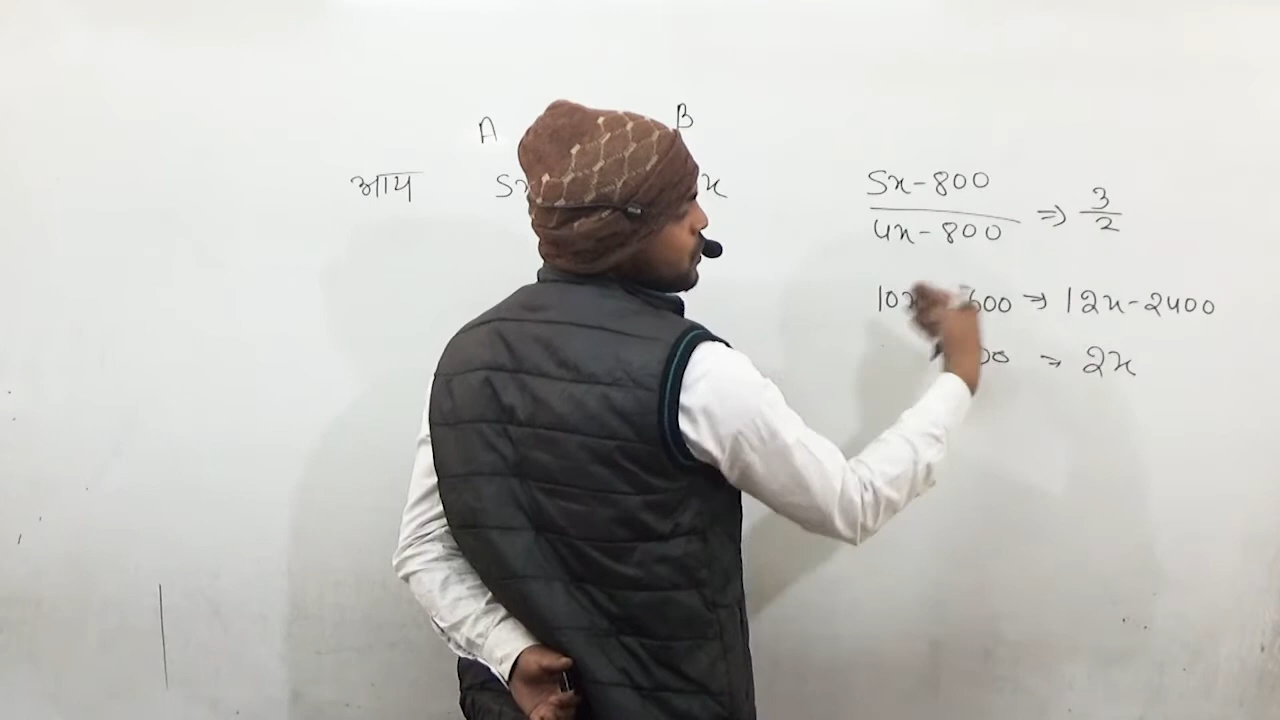 A B
आय 5x x
5x-800
4x-800 ⇒ 3/2
10x 600 ⇒ 12x-2400
00 ⇒ 2x